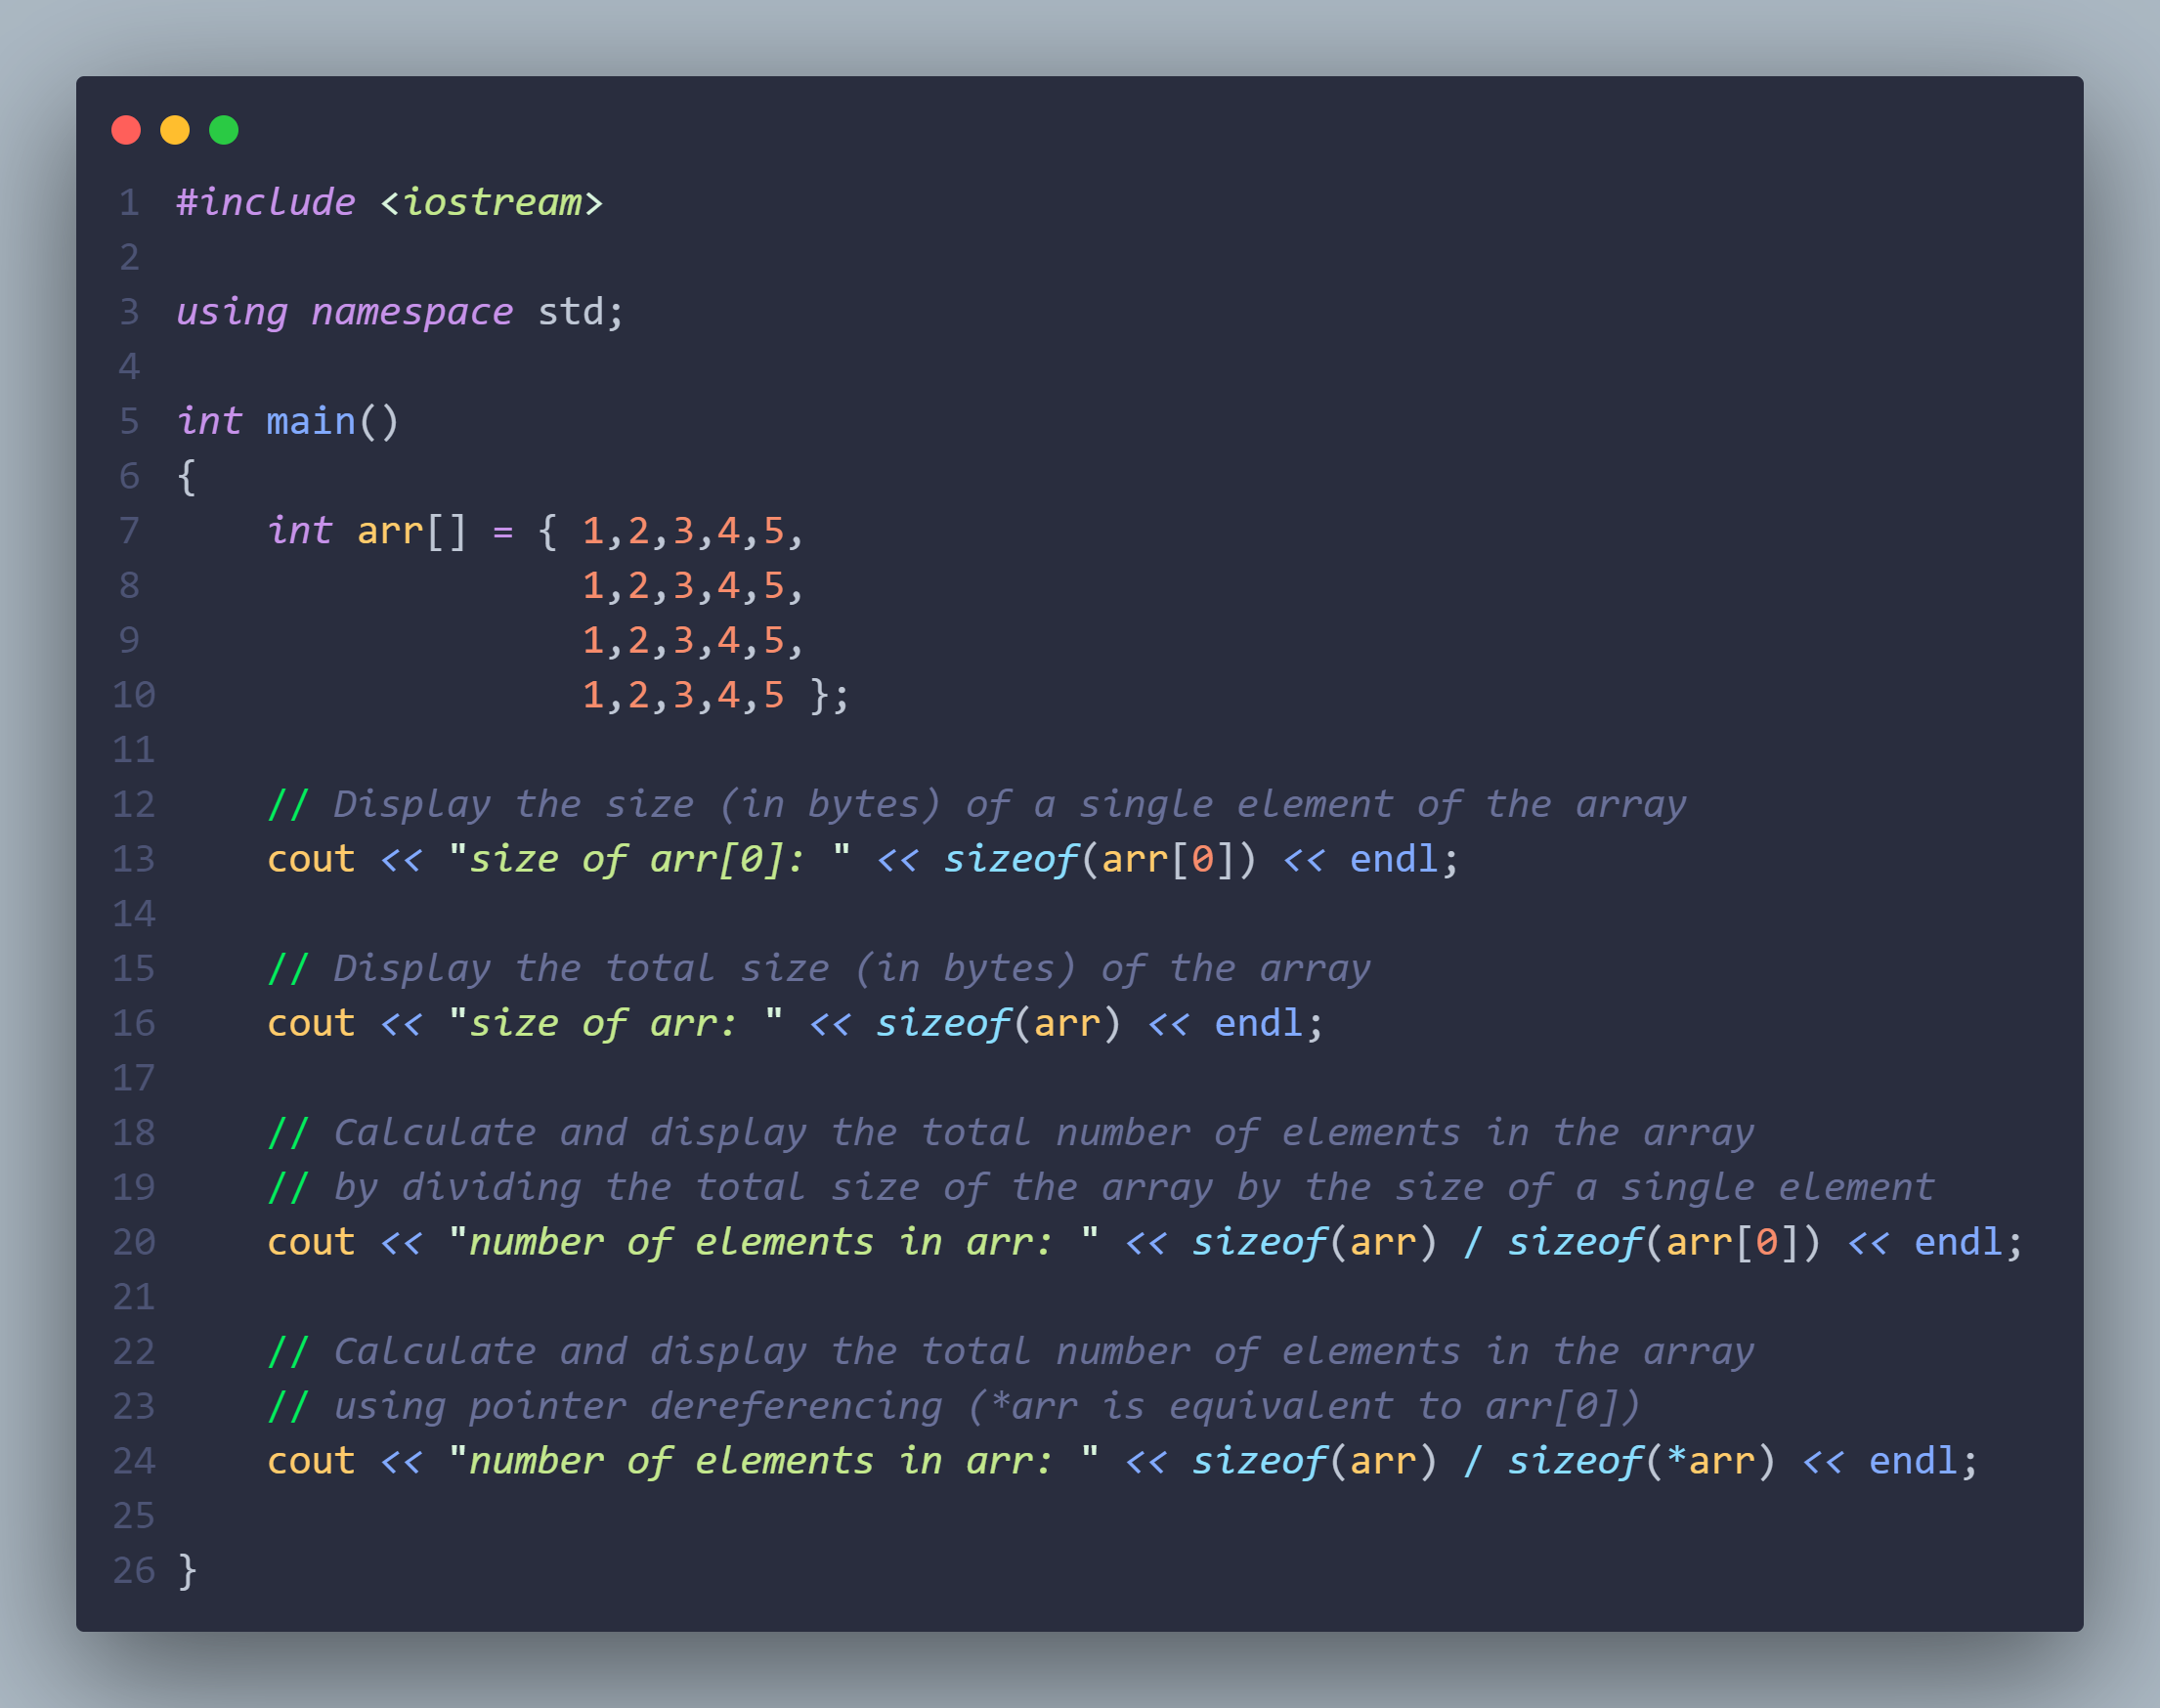 1 #include <iostream>
2
3 using namespace std;
4
5 int main()
6 {
7     int arr[] = { 1,2,3,4,5,
8                   1,2,3,4,5,
9                   1,2,3,4,5,
10                   1,2,3,4,5 };
11
12     // Display the size (in bytes) of a single element of the array
13     cout << "size of arr[0]: " << sizeof(arr[0]) << endl;
14
15     // Display the total size (in bytes) of the array
16     cout << "size of arr: " << sizeof(arr) << endl;
17
18     // Calculate and display the total number of elements in the array
19     // by dividing the total size of the array by the size of a single element
20     cout << "number of elements in arr: " << sizeof(arr) / sizeof(arr[0]) << endl;
21
22     // Calculate and display the total number of elements in the array
23     // using pointer dereferencing (*arr is equivalent to arr[0])
24     cout << "number of elements in arr: " << sizeof(arr) / sizeof(*arr) << endl;
25
26 }